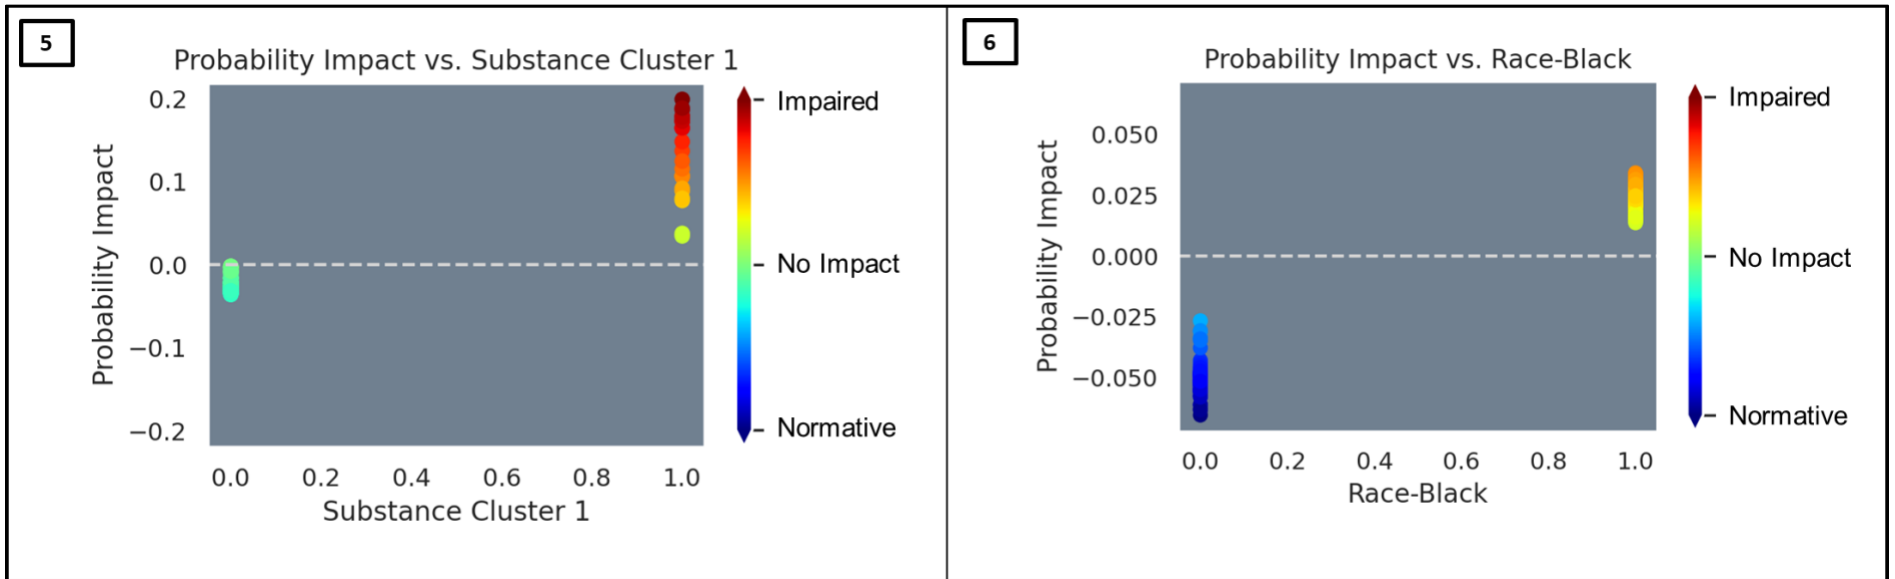 5
Probability Impact vs. Substance Cluster 1
Probability Impact
0.2
0.1
0.0
−0.1
−0.2
0.0 0.2 0.4 0.6 0.8 1.0
Substance Cluster 1
Impaired
No Impact
Normative
6
Probability Impact vs. Race-Black
Probability Impact
0.050
0.025
0.000
−0.025
−0.050
0.0 0.2 0.4 0.6 0.8 1.0
Race-Black
Impaired
No Impact
Normative